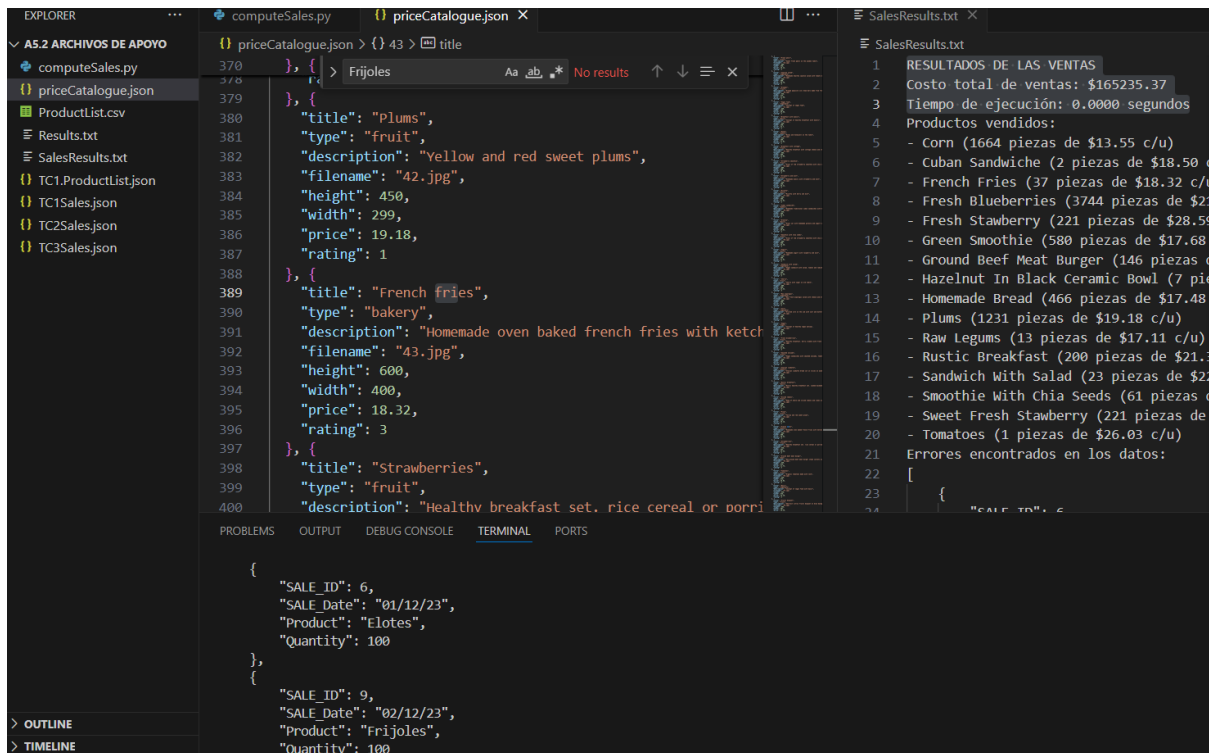 EXPLORER ...
A5.2 ARCHIVOS DE APOYO
computeSales.py
{} priceCatalogue.json
ProductList.csv
Results.txt
SalesResults.txt
{} TC1.ProductList.json
{} TC1Sales.json
{} TC2Sales.json
{} TC3Sales.json
OUTLINE
TIMELINE
computeSales.py {} priceCatalogue.json ...
{} priceCatalogue.json > {} 43 > abc title
Frijoles Aa ab .* No results
370 }, {
378
379 }, {
380 "title": "Plums",
381 "type": "fruit",
382 "description": "Yellow and red sweet plums",
383 "filename": "42.jpg",
384 "height": 450,
385 "width": 299,
386 "price": 19.18,
387 "rating": 1
388 }, {
389 "title": "French fries",
390 "type": "bakery",
391 "description": "Homemade oven baked french fries with ketch
392 "filename": "43.jpg",
393 "height": 600,
394 "width": 400,
395 "price": 18.32,
396 "rating": 3
397 }, {
398 "title": "Strawberries",
399 "type": "fruit",
400 "description": "Healthy breakfast set. rice cereal or porri
SalesResults.txt
SalesResults.txt
1 RESULTADOS DE LAS VENTAS
2 Costo total de ventas: $165235.37
3 Tiempo de ejecución: 0.0000 segundos
4 Productos vendidos:
5 - Corn (1664 piezas de $13.55 c/u)
6 - Cuban Sandwiche (2 piezas de $18.50
7 - French Fries (37 piezas de $18.32 c/
8 - Fresh Blueberries (3744 piezas de $21
9 - Fresh Stawberry (221 piezas de $28.59
10 - Green Smoothie (580 piezas de $17.68
11 - Ground Beef Meat Burger (146 piezas
12 - Hazelnut In Black Ceramic Bowl (7 pie
13 - Homemade Bread (466 piezas de $17.48
14 - Plums (1231 piezas de $19.18 c/u)
15 - Raw Legums (13 piezas de $17.11 c/u)
16 - Rustic Breakfast (200 piezas de $21.3
17 - Sandwich With Salad (23 piezas de $22
18 - Smoothie With Chia Seeds (61 piezas
19 - Sweet Fresh Stawberry (221 piezas de
20 - Tomatoes (1 piezas de $26.03 c/u)
21 Errores encontrados en los datos:
22 [
23 {
24 "SALE_ID": 6,
PROBLEMS OUTPUT DEBUG CONSOLE TERMINAL PORTS
{
"SALE_ID": 6,
"SALE_Date": "01/12/23",
"Product": "Elotes",
"Quantity": 100
},
{
"SALE_ID": 9,
"SALE_Date": "02/12/23",
"Product": "Frijoles",
"Quantity": 100